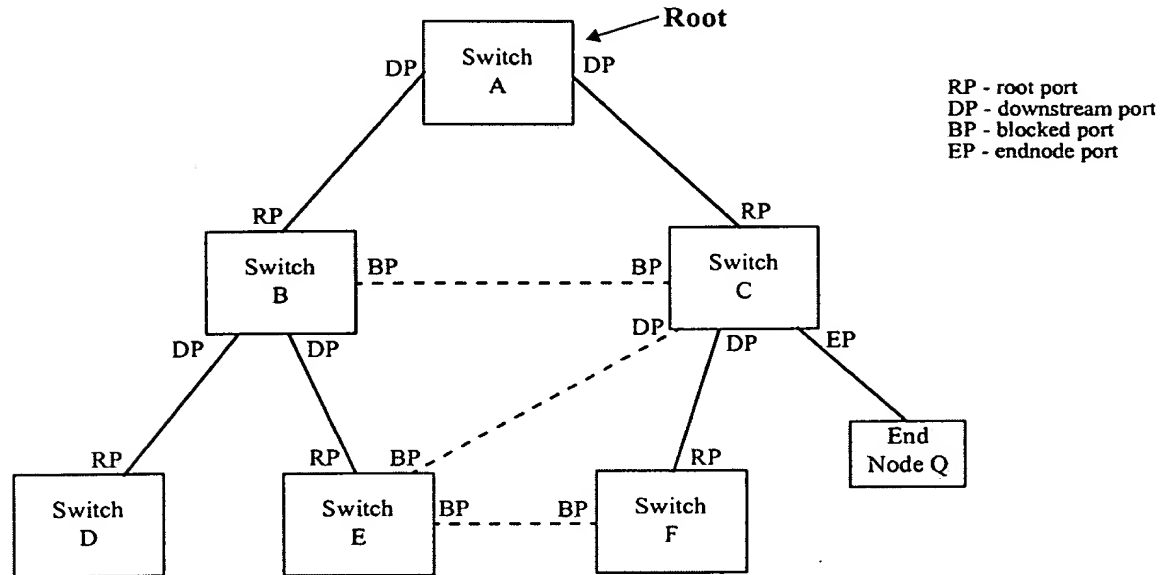 Root
Switch
A
DP
DP
RP - root port
DP - downstream port
BP - blocked port
EP - endnode port
RP
RP
Switch
B
BP
BP
Switch
C
DP
DP
DP
DP
EP
RP
RP
BP
RP
End
Node Q
Switch
D
Switch
E
BP
BP
Switch
F